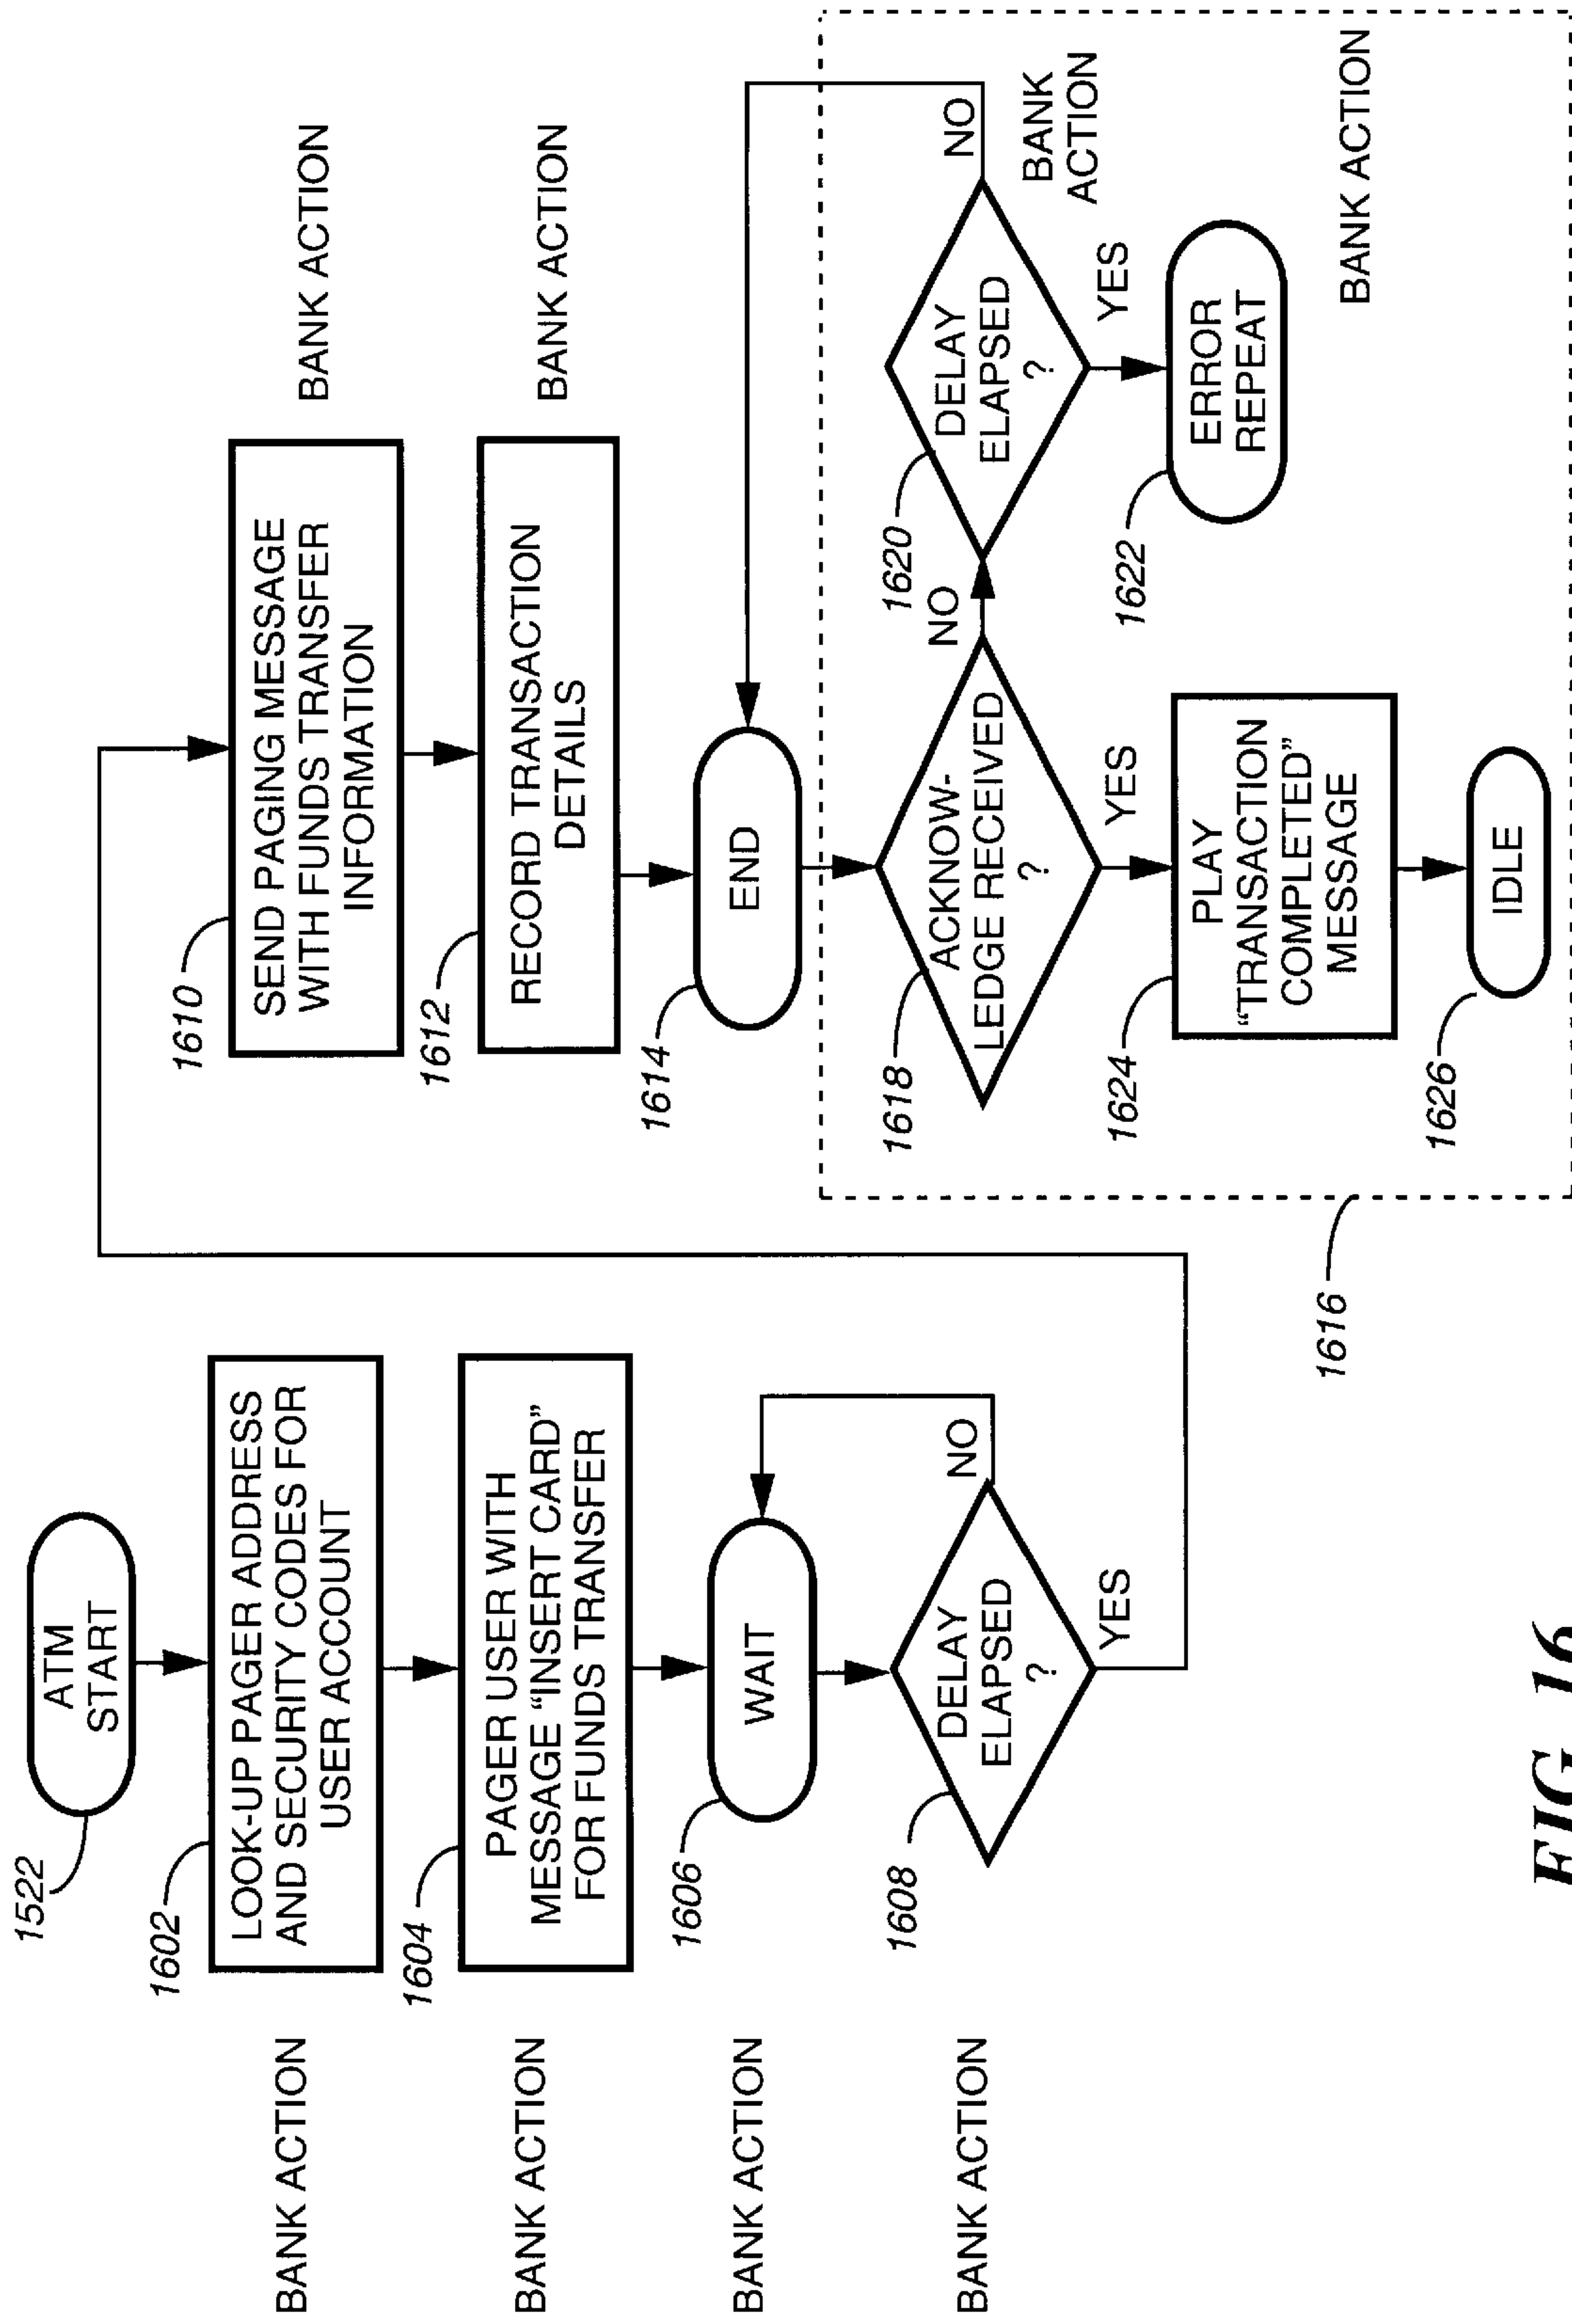 1522
ATM
START
BANK ACTION
1602
LOOK-UP PAGER ADDRESS
AND SECURITY CODES FOR
USER ACCOUNT
BANK ACTION
1604
PAGER USER WITH
MESSAGE “INSERT CARD”
FOR FUNDS TRANSFER
BANK ACTION
1606
WAIT
BANK ACTION
1608
DELAY
ELAPSED
?
NO
YES
1610
SEND PAGING MESSAGE
WITH FUNDS TRANSFER
INFORMATION
BANK ACTION
1612
RECORD TRANSACTION
DETAILS
BANK ACTION
1614
END
1616
1618
ACKNOW-
LEDGE RECEIVED
?
NO
YES
1620
DELAY
ELAPSED
?
NO
YES
BANK
ACTION
1622
ERROR
REPEAT
1624
PLAY
“TRANSACTION
COMPLETED”
MESSAGE
BANK ACTION
1626
IDLE
FIG. 16